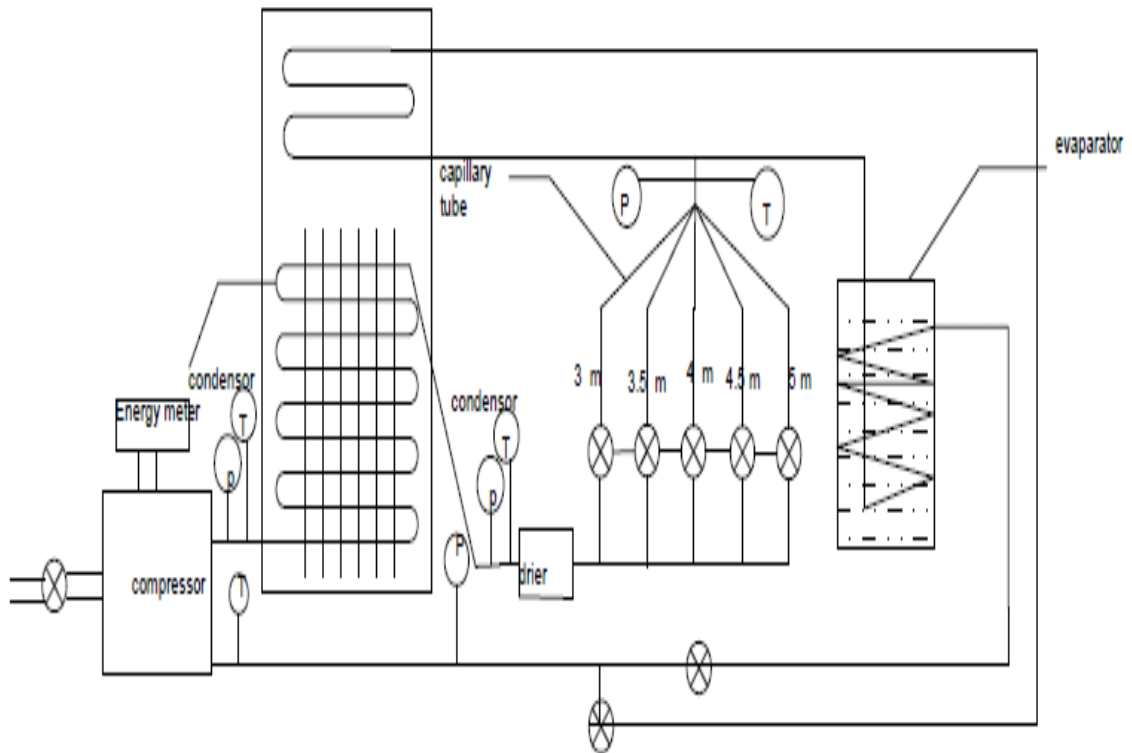 evaparator
capillary
tube
P
T
condensor
Energy meter
T
p
condensor
T
p
3 m
3.5 m
4 m
4.5 m
5 m
P
drier
compressor
T